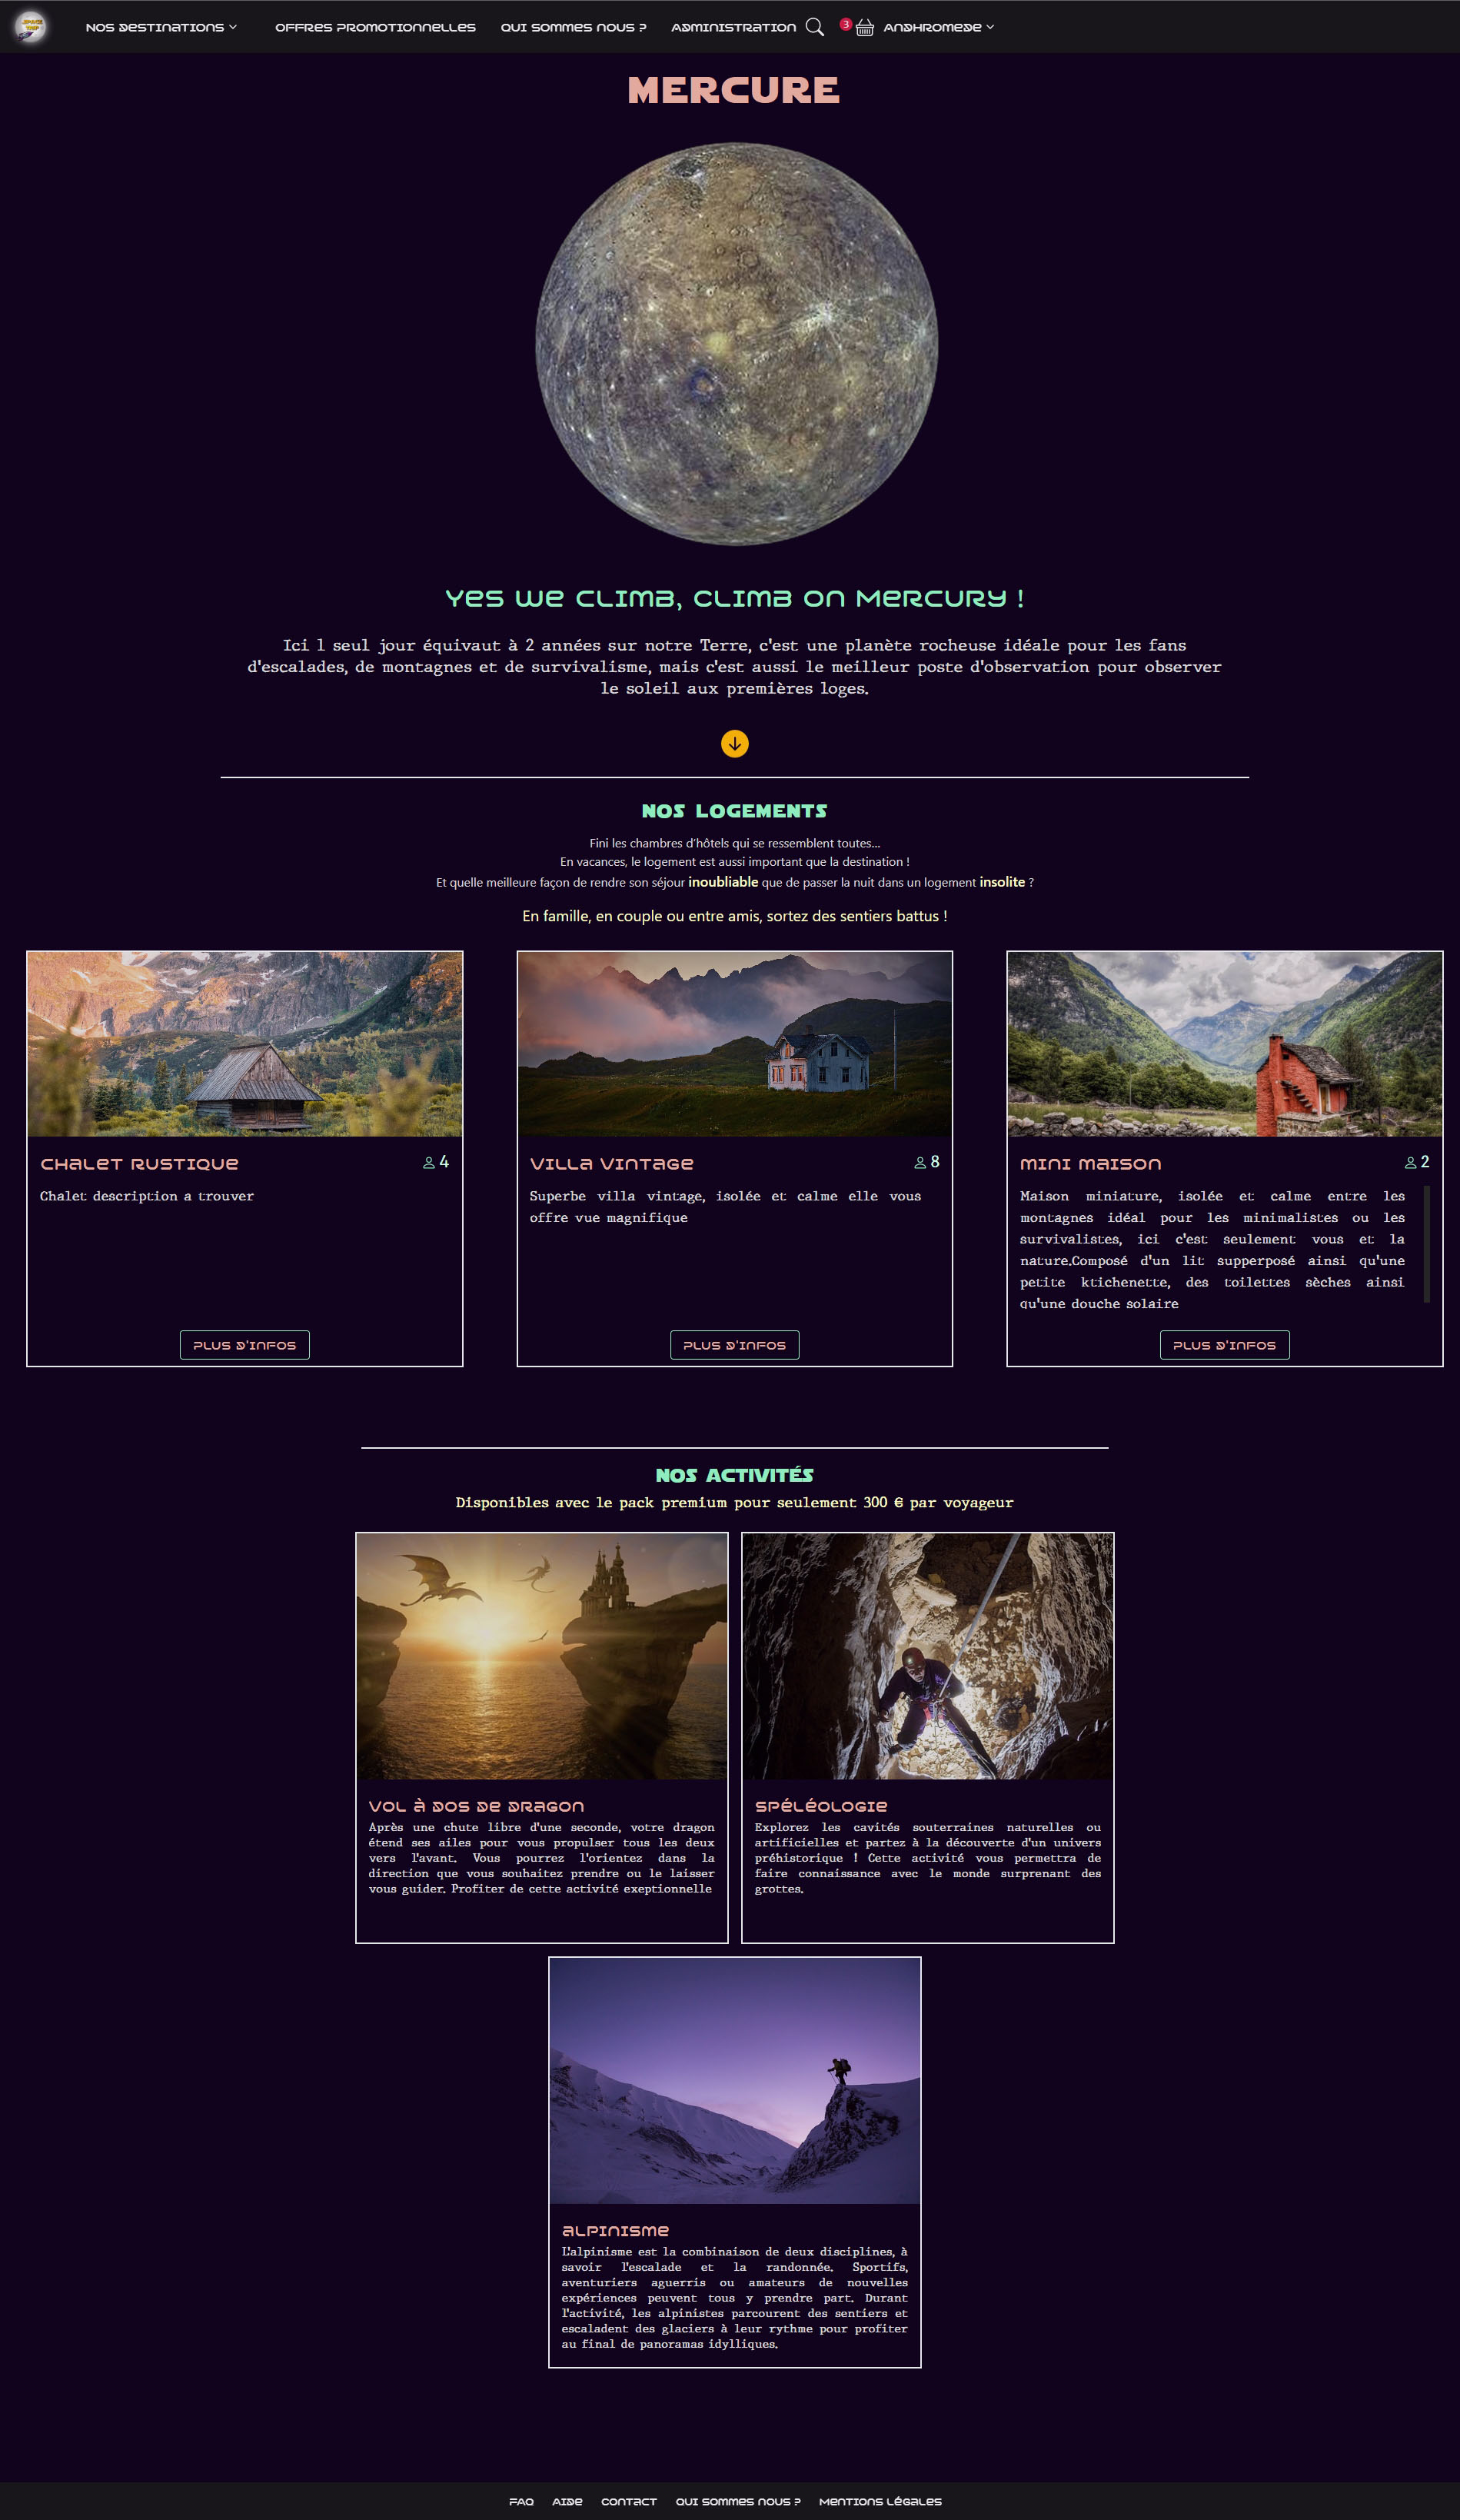 SPACE TRIP
NOS DESTINATIONS
OFFRES PROMOTIONNELLES
QUI SOMMES NOUS ?
ADMINISTRATION
3
ANDHROMEDE
MERCURE
YES WE CLIMB, CLIMB ON MERCURY !
Ici 1 seul jour équivaut à 2 années sur notre Terre, c'est une planète rocheuse idéale pour les fans
d'escalades, de montagnes et de survivalisme, mais c'est aussi le meilleur poste d'observation pour observer
le soleil aux premières loges.
NOS LOGEMENTS
Fini les chambres d'hôtels qui se ressemblent toutes...
En vacances, le logement est aussi important que la destination !
Et quelle meilleure façon de rendre son séjour inoubliable que de passer la nuit dans un logement insolite ?
En famille, en couple ou entre amis, sortez des sentiers battus !
CHALET RUSTIQUE
4
Chalet description a trouver
PLUS D'INFOS
VILLA VINTAGE
8
Superbe villa vintage, isolée et calme elle vous
offre vue magnifique
PLUS D'INFOS
MINI MAISON
2
Maison miniature, isolée et calme entre les
montagnes idéal pour les minimalistes ou les
survivalistes, ici c'est seulement vous et la
nature.Composé d'un lit supperposé ainsi qu'une
petite ktichenette, des toilettes sèches ainsi
qu'une douche solaire
PLUS D'INFOS
NOS ACTIVITÉS
Disponibles avec le pack premium pour seulement 300 € par voyageur
VOL À DOS DE DRAGON
Après une chute libre d'une seconde, votre dragon
étend ses ailes pour vous propulser tous les deux
vers l'avant. Vous pourrez l'orientez dans la
direction que vous souhaitez prendre ou le laisser
vous guider. Profiter de cette activité exeptionnelle
SPÉLÉOLOGIE
Explorez les cavités souterraines naturelles ou
artificielles et partez à la découverte d'un univers
préhistorique ! Cette activité vous permettra de
faire connaissance avec le monde surprenant des
grottes.
ALPINISME
L'alpinisme est la combinaison de deux disciplines, à
savoir l'escalade et la randonnée. Sportifs,
aventuriers aguerris ou amateurs de nouvelles
expériences peuvent tous y prendre part. Durant
l'activité, les alpinistes parcourent des sentiers et
escaladent des glaciers à leur rythme pour profiter
au final de panoramas idylliques.
FAQ
AIDE
CONTACT
QUI SOMMES NOUS ?
MENTIONS LÉGALES